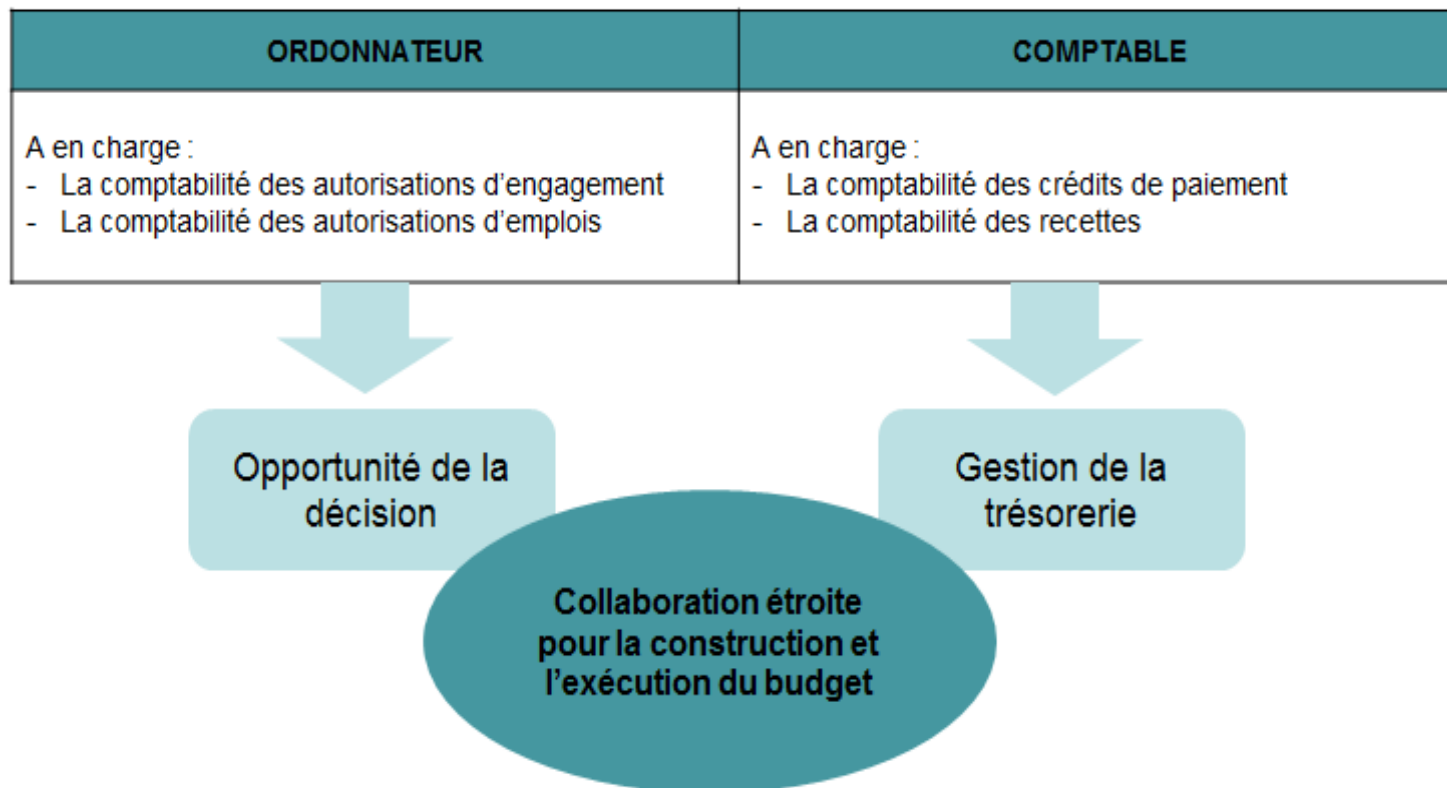 ORDONNATEUR
COMPTABLE
A en charge :
- La comptabilité des autorisations d'engagement
- La comptabilité des autorisations d'emplois
A en charge :
- La comptabilité des crédits de paiement
- La comptabilité des recettes
Opportunité de la
décision
Gestion de la
trésorerie
Collaboration étroite
pour la construction et
l'exécution du budget